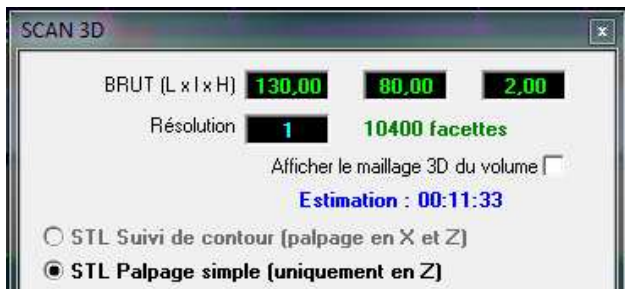 SCAN 3D
BRUT (L x l x H) 130,00 80,00 2,00
Résolution 1 10400 facettes
Afficher le maillage 3D du volume
Estimation : 00:11:33
STL Suivi de contour (palpage en X et Z)
STL Palpage simple (uniquement en Z)